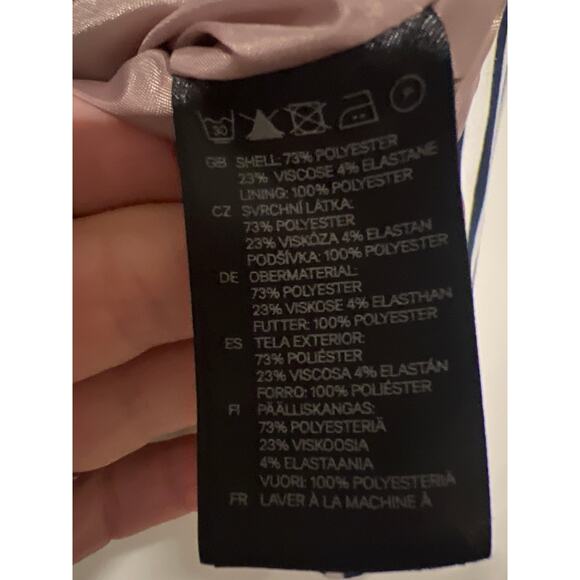 30
GB SHELL: 73% POLYESTER
23% VISCOSE 4% ELASTANE
LINING: 100% POLYESTER
CZ SVRCHNÍ LÁTKA:
73% POLYESTER
23% VISKÓZA 4% ELASTAN
PODŠÍVKA: 100% POLYESTER
DE OBERMATERIAL:
73% POLYESTER
23% VISKOSE 4% ELASTHAN
FUTTER: 100% POLYESTER
ES TELA EXTERIOR:
73% POLIÉSTER
23% VISCOSA 4% ELASTÁN
FORRO: 100% POLIÉSTER
FI PÄÄLLISKANGAS:
73% POLYESTERIÄ
23% VISKOOSIA
4% ELASTAANIA
VUORI: 100% POLYESTERIÄ
FR LAVER À LA MACHINE À